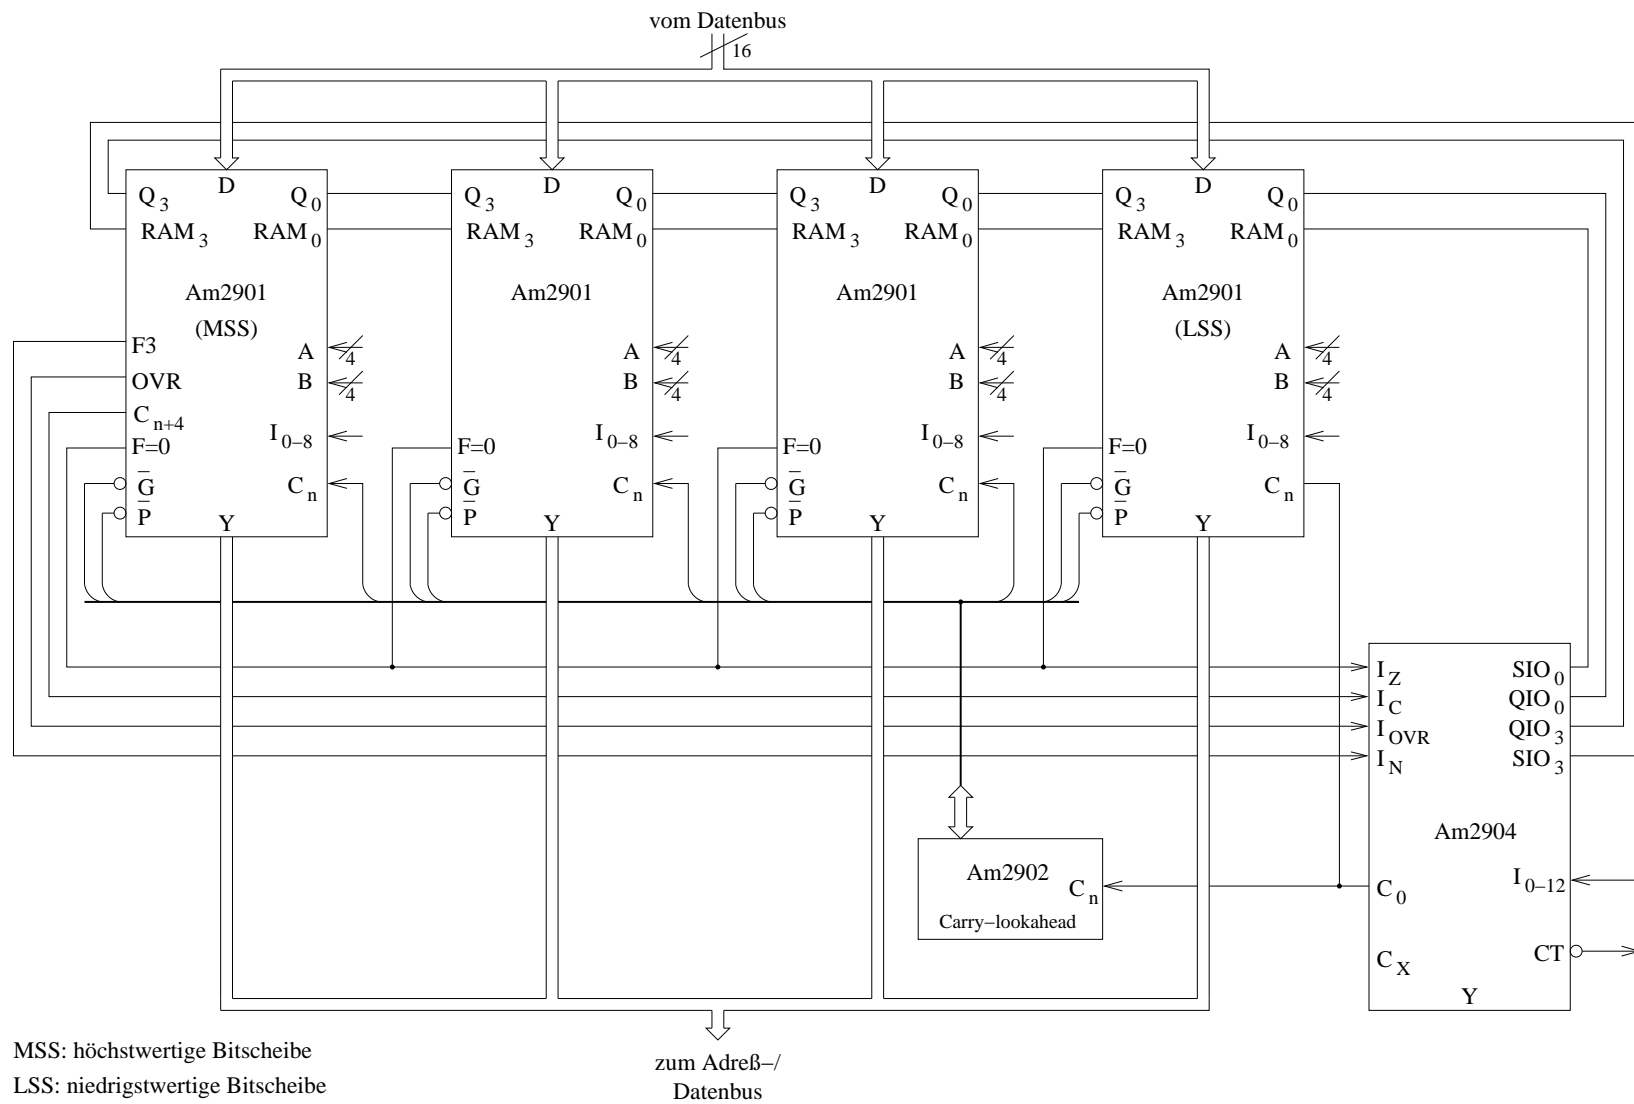 vom Datenbus
16
D D D D
Q3 Q0 Q3 Q0 Q3 Q0 Q3 Q0
RAM3 RAM0 RAM3 RAM0 RAM3 RAM0 RAM3 RAM0
Am2901 Am2901 Am2901 Am2901
(MSS) (LSS)
F3 A 4 A 4 A 4 A 4
OVR B 4 B 4 B 4 B 4
Cn+4 I0–8 I0–8 I0–8 I0–8
F=0 F=0 F=0 F=0
G̅ Cn G̅ Cn G̅ Cn G̅ Cn
P̅ P̅ P̅ P̅
Y Y Y Y
IZ SIO0
IC QIO0
IOVR QIO3
IN SIO3
Am2904
Am2902
Cn
Carry–lookahead
C0 I0–12
CX CT
Y
MSS: höchstwertige Bitscheibe
LSS: niedrigstwertige Bitscheibe
zum Adreß–/
Datenbus